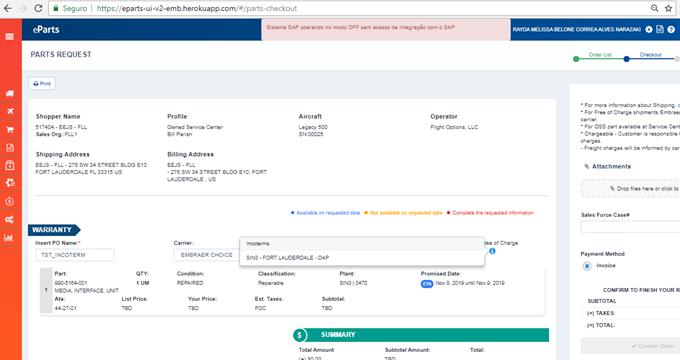 Seguro https://eparts-ui-v2-emb.herokuapp.com/#/parts-checkout
eParts
Sistema SAP operando no modo OFF sem acesso de integração com o SAP
RAYDA MELISSA BELONE CORREA ALVES NARAZAKI
PARTS REQUEST
Order List
Checkout
Print
Shopper Name
Profile
Aircraft
Operator
517404 - EEJS - FLL
Owned Service Center
Legacy 500
Flight Options, LLC
Sales Org.:FLL1
Bill Parish
SN:00025
Shipping Address
Billing Address
EEJS - FLL - 276 SW 34 STREET BLDG E10
EEJS - FLL
FORT LAUDERDALE FL 33315 US
- 276 SW 34 STREET BLDG E10, FORT
LAUDERDALE , US
Available on requested date
Not available on requested date
Complete the requested information
WARRANTY
Insert PO Name:*
Carrier:
Incoterms
ee of Charge
TST_INCOTERM
EMBRAER CHOICE
SIN3 - FORT LAUDERDALE - DAP
1
Part:
QTY:
Condition:
Classification:
Plant:
Promised Date:
990-5164-001
1 UM
REPAIRED
Repairable
SIN3 | 0470
ETA
Nov 8, 2019 until Nov 9, 2019
MEDIA, INTERFACE, UNIT
Ata:
List Price:
Your Price:
Est. Taxes:
Subtotal:
44-27-01
TBD
TBD
FOC
TBD
$
SUMMARY
Total Amount
Subtotal Amount:
Total:
TBD
TBD
* For more information about Shipping,
* For Free of Charge shipments Embraer
carrier.
* For OSS part available at Service Center
* Chargeable - Customer is responsible
charges.
- Freight charges will be informed by carr
Attachments
Drop files here or click to
Sales Force Case#
Payment Method
Invoice
CONFIRM TO FINISH YOUR R
SUBTOTAL
(+) TAXES:
(+) TOTAL:
Confirm Order